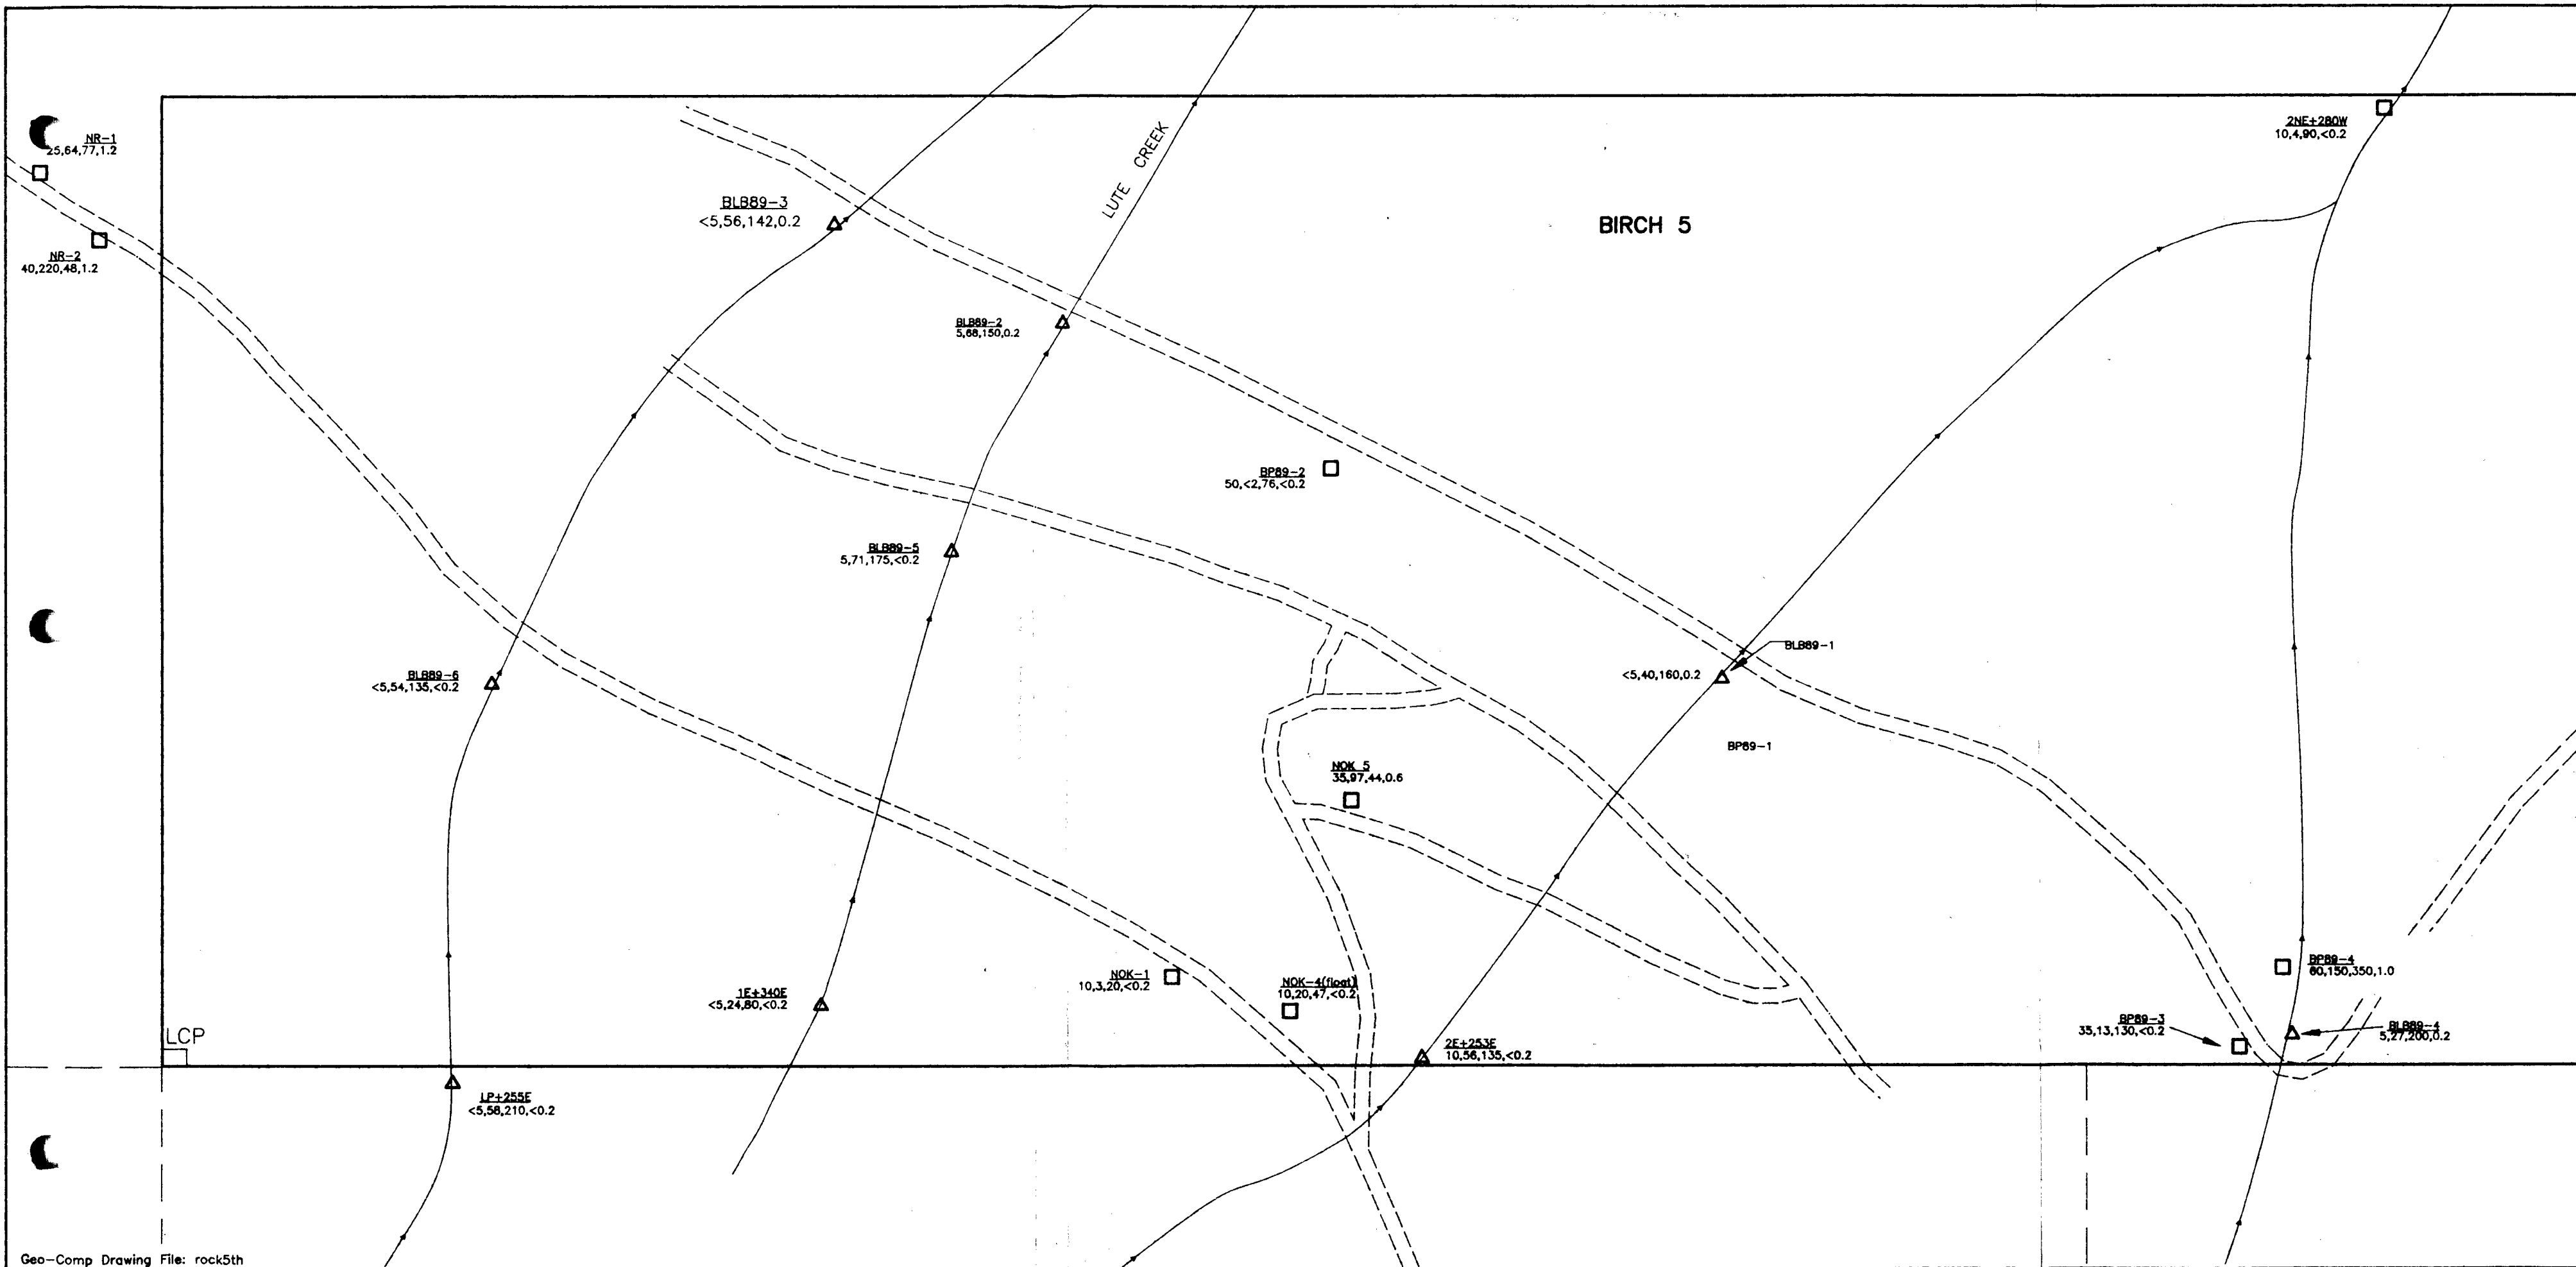 NR-1
25,64,77,1.2
2NE+280W
10,4,90,<0.2
LUTE CREEK
BLB89-3
<5,56,142,0.2
BIRCH 5
NR-2
40,220,48,1.2
BLB89-2
5,68,150,0.2
BP89-2
50,<2,76,<0.2
BLB89-5
5,71,175,<0.2
BLB89-1
<5,40,160,0.2
BLB89-6
<5,54,135,<0.2
BP89-1
NOK 5
35,97,44,0.6
BP89-4
60,150,350,1.0
NOK-1
10,3,20,<0.2
NOK-4(float)
10,20,47,<0.2
1E+340E
<5,24,80,<0.2
BP89-3
35,13,130,<0.2
BLB89-4
5,27,200,0.2
LCP
2E+253E
10,56,135,<0.2
LP+255E
<5,58,210,<0.2
Geo-Comp Drawing File: rock5th